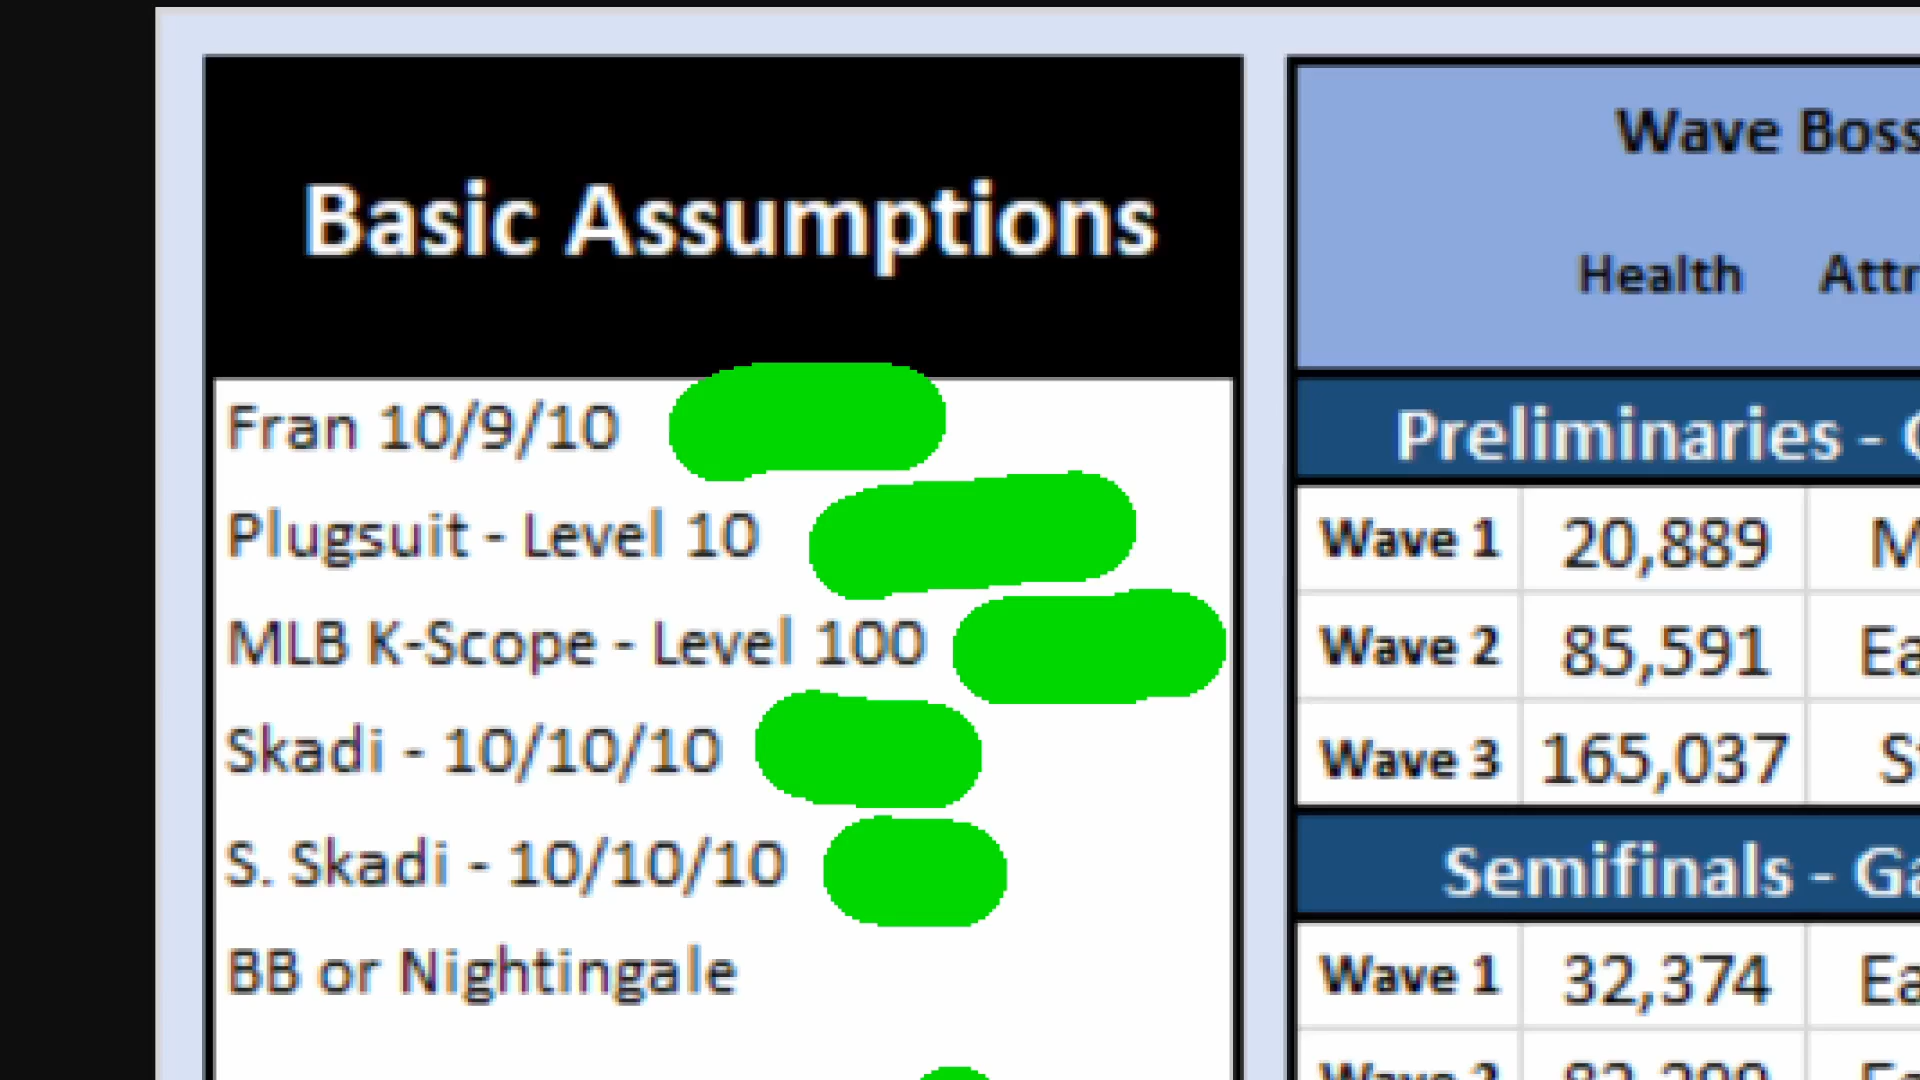 Basic Assumptions
Fran 10/9/10
Plugsuit - Level 10
MLB K-Scope - Level 100
Skadi - 10/10/10
S. Skadi - 10/10/10
BB or Nightingale
Wave Boss
Health
Preliminaries -
Wave 1 20,889
Wave 2 85,591
Wave 3 165,037
Semifinals -
Wave 1 32,374